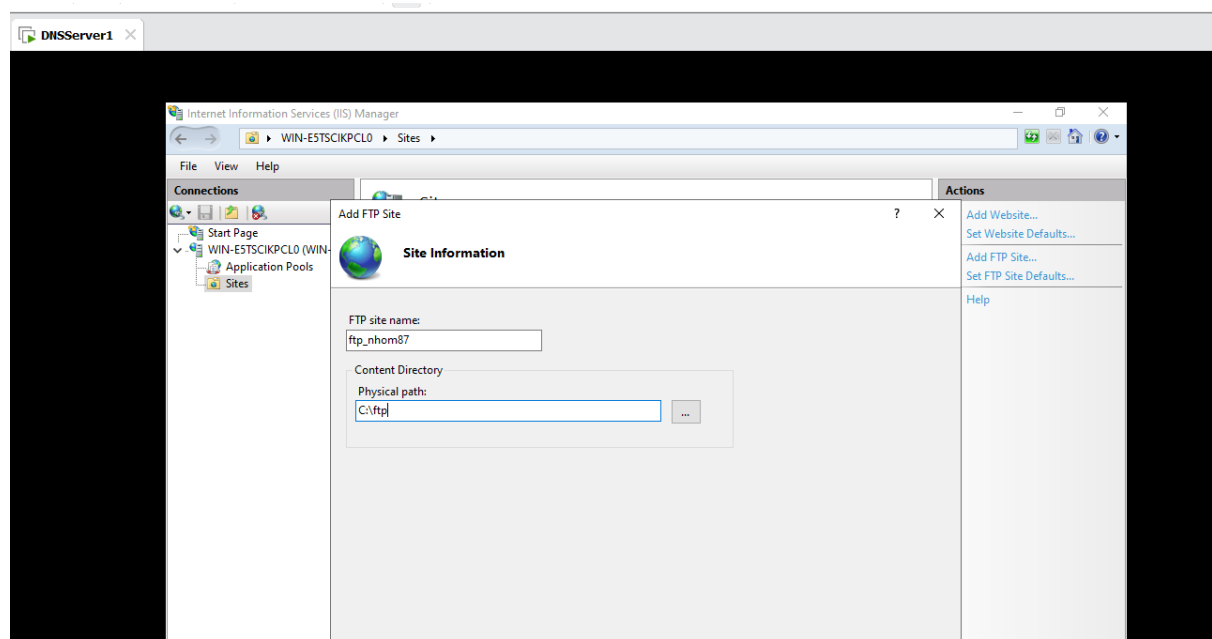 DNSServer1
Internet Information Services (IIS) Manager
WIN-E5TSCIKPCL0 Sites
File View Help
Connections
Actions
Start Page
WIN-E5TSCIKPCL0 (WIN-
Application Pools
Sites
Add FTP Site
?
Site Information
FTP site name:
ftp_nhom87
Content Directory
Physical path:
C:\ftp
...
Add Website...
Set Website Defaults...
Add FTP Site...
Set FTP Site Defaults...
Help